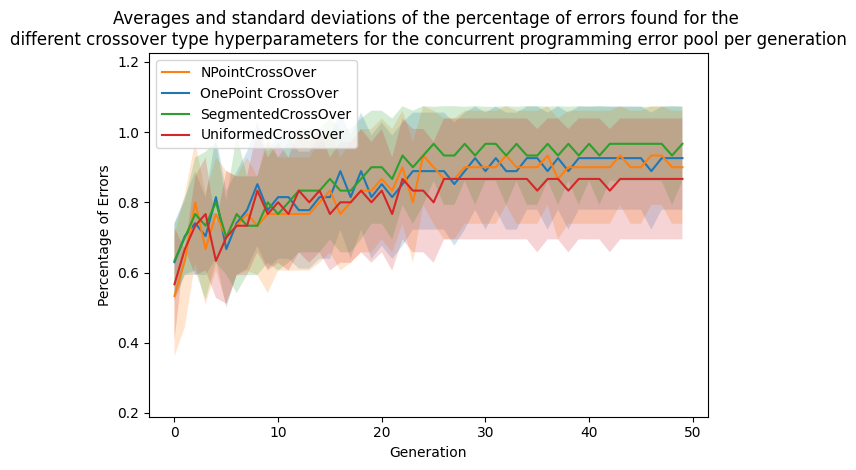 Averages and standard deviations of the percentage of errors found for the
different crossover type hyperparameters for the concurrent programming error pool per generation
NPointCrossOver
OnePoint CrossOver
SegmentedCrossOver
UniformedCrossOver
1.2
1.0
0.8
0.6
0.4
0.2
Percentage of Errors
0 10 20 30 40 50
Generation